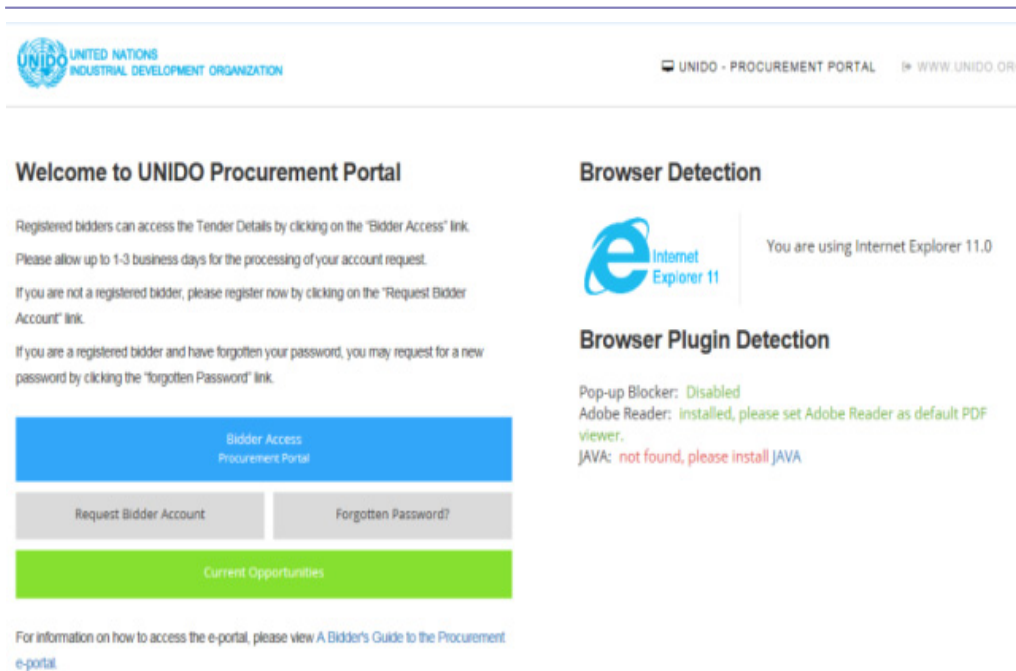 UNIDO
UNITED NATIONS
INDUSTRIAL DEVELOPMENT ORGANIZATION
UNIDO - PROCUREMENT PORTAL
WWW.UNIDO.OR
Welcome to UNIDO Procurement Portal
Registered bidders can access the Tender Details by clicking on the "Bidder Access" link.
Please allow up to 1-3 business days for the processing of your account request.
If you are not a registered bidder, please register now by clicking on the "Request Bidder
Account" link.
If you are a registered bidder and have forgotten your password, you may request for a new
password by clicking the "forgotten Password" link.
Bidder Access
Procurement Portal
Request Bidder Account
Forgotten Password?
Current Opportunities
For information on how to access the e-portal, please view A Bidder's Guide to the Procurement
e-portal.
Browser Detection
Internet
Explorer 11
You are using Internet Explorer 11.0
Browser Plugin Detection
Pop-up Blocker: Disabled
Adobe Reader: installed, please set Adobe Reader as default PDF
viewer.
JAVA: not found, please install JAVA